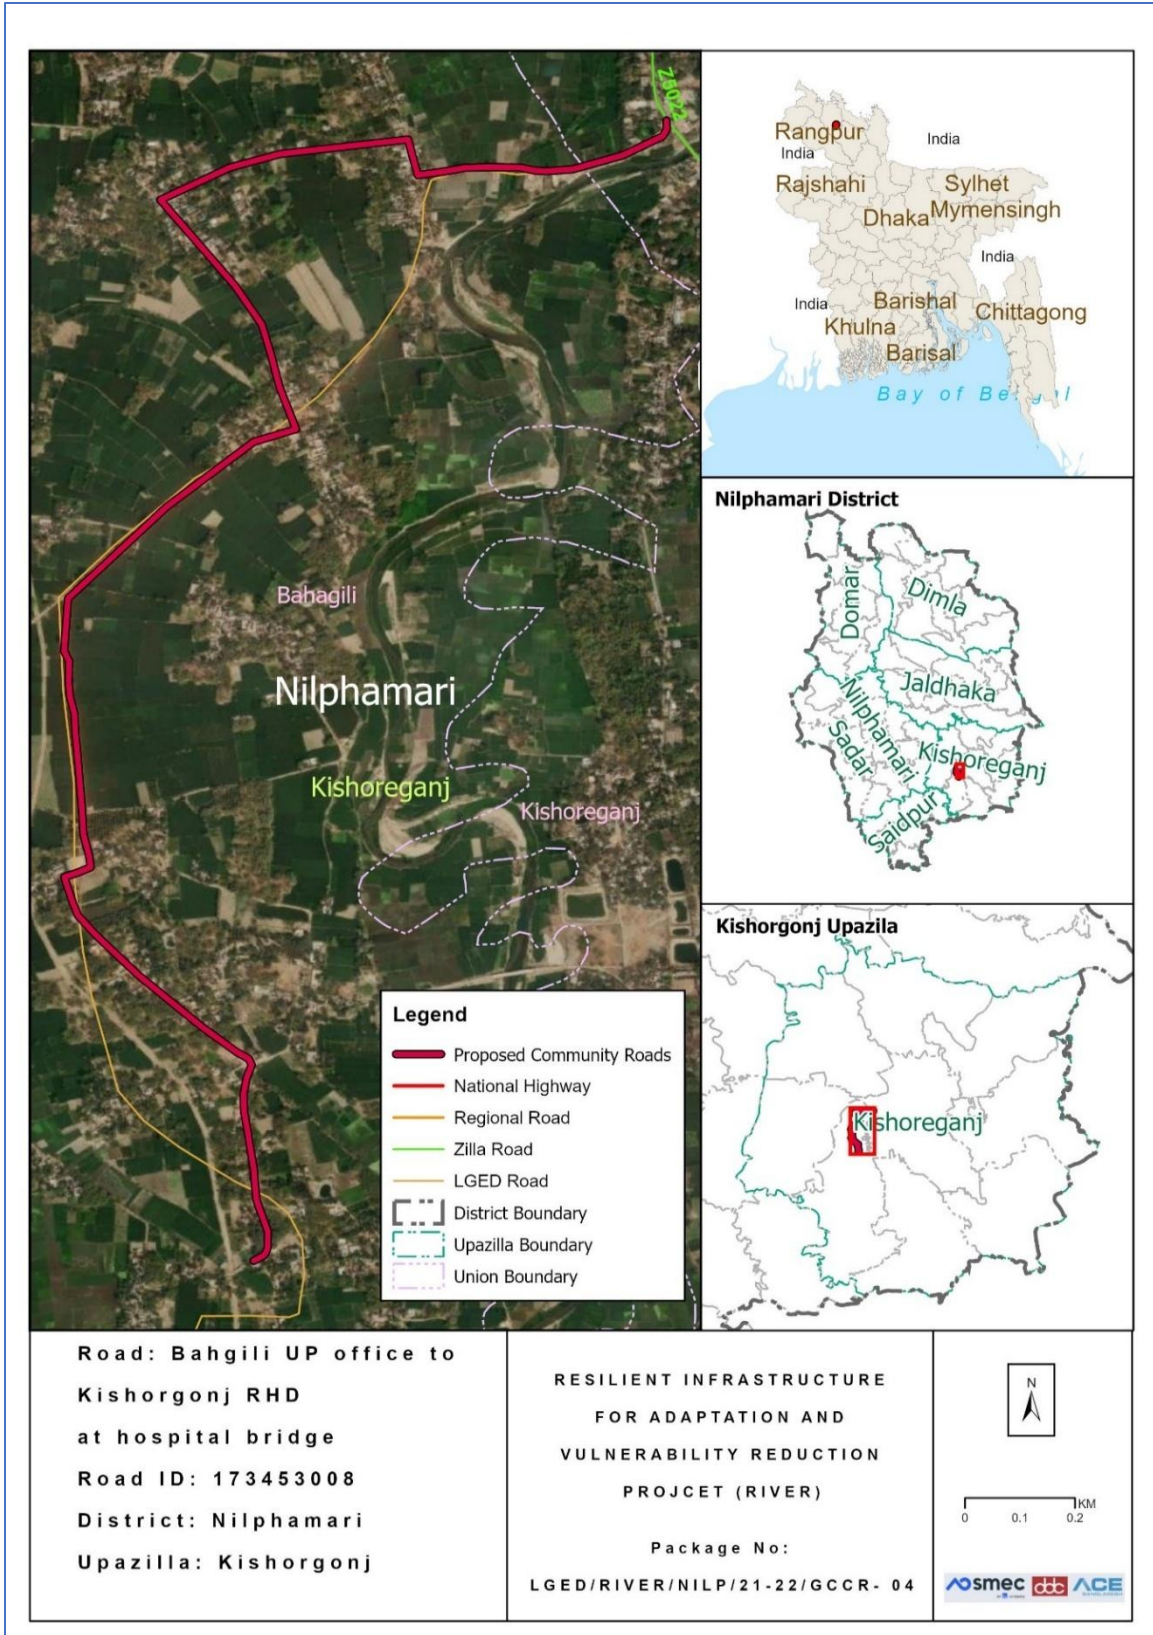 Z5022
Bahagili
Nilphamari
Kishoreganj
Kishoreganj
Legend
Proposed Community Roads
National Highway
Regional Road
Zilla Road
LGED Road
District Boundary
Upazilla Boundary
Union Boundary
Rangpur
India
India
Rajshahi
Sylhet
Dhaka
Mymensingh
India
India
Barishal
Chittagong
Khulna
Barisal
Bay of Bengal
Nilphamari District
Domar
Dimla
Jaldhaka
Nilphamari
Sadar
Kishoreganj
Saidpur
Kishorgonj Upazila
Kishoreganj
Road: Bahgili UP office to
Kishorgonj RHD
at hospital bridge
Road ID: 173453008
District: Nilphamari
Upazilla: Kishorgonj
RESILIENT INFRASTRUCTURE
FOR ADAPTATION AND
VULNERABILITY REDUCTION
PROJCET (RIVER)
Package No:
LGED/RIVER/NILP/21-22/GCCR- 04
N
KM
0 0.1 0.2
smec ddc ACE
BANGLADESH